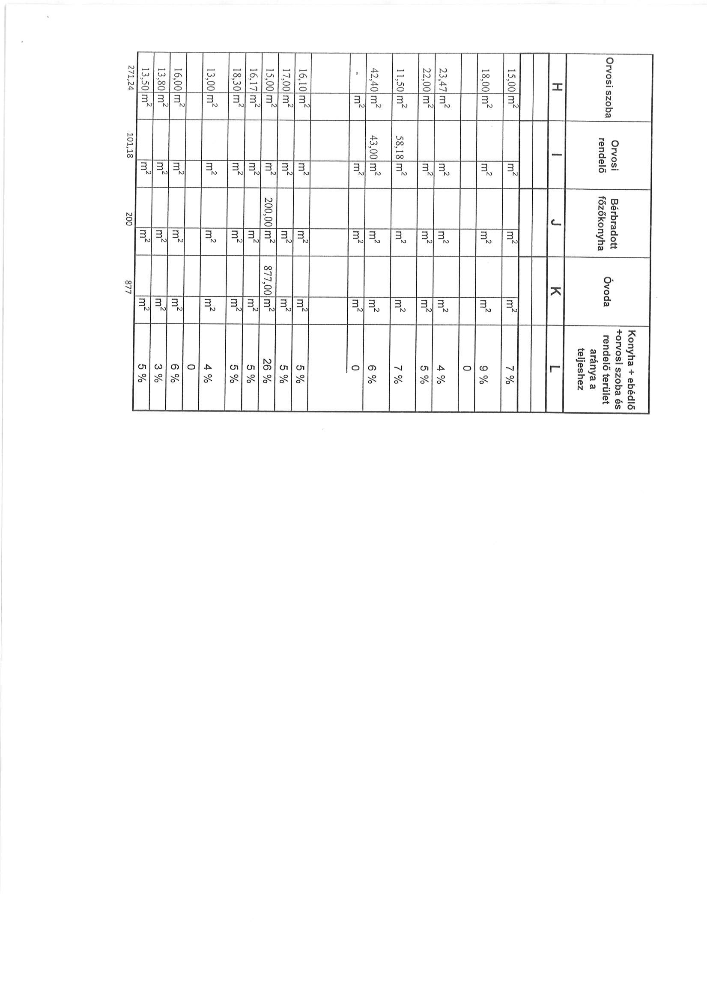 Orvosi szoba
Orvosi
rendelő
Bérbradott
főzőkonyha
Óvoda
Konyha + ebédlő
+orvosi szoba és
rendelő terület
aránya a
teljeshez
H I J K L
15,00 m² m² m² m² 7 %
18,00 m² m² m² m² 9 %
0
23,47 m² m² m² m² 4 %
22,00 m² m² m² m² 5 %
11,50 m² 58,18 m² m² m² 7 %
42,40 m² 43,00 m² m² m² 6 %
- m² m² m² m² 0
16,10 m² m² m² m² 5 %
17,00 m² m² m² m² 5 %
15,00 m² m² 200,00 m² 877,00 m² 26 %
16,17 m² m² m² m² 5 %
18,30 m² m² m² m² 5 %
13,00 m² m² m² m² 4 %
0
16,00 m² m² m² m² 6 %
13,80 m² m² m² m² 3 %
13,50 m² m² m² m² 5 %
271,24 101,18 200 877